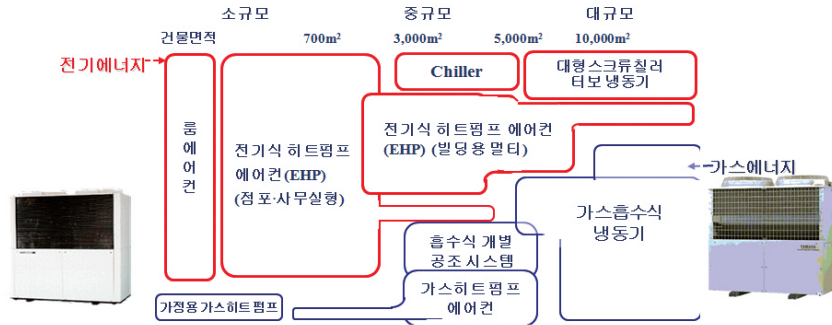 소규모 중규모 대규모
건물면적 700m² 3,000m² 5,000m² 10,000m²
전기에너지
룸에어컨
전기식 히트펌프
에어컨(EHP)
(점포·사무실형)
Chiller
대형스크류칠러
터보냉동기
전기식 히트펌프 에어컨
(EHP) (빌딩용멀티)
가스에너지
가스흡수식
냉동기
흡수식 개별
공조시스템
가스히트펌프
에어컨
가정용가스히트펌프